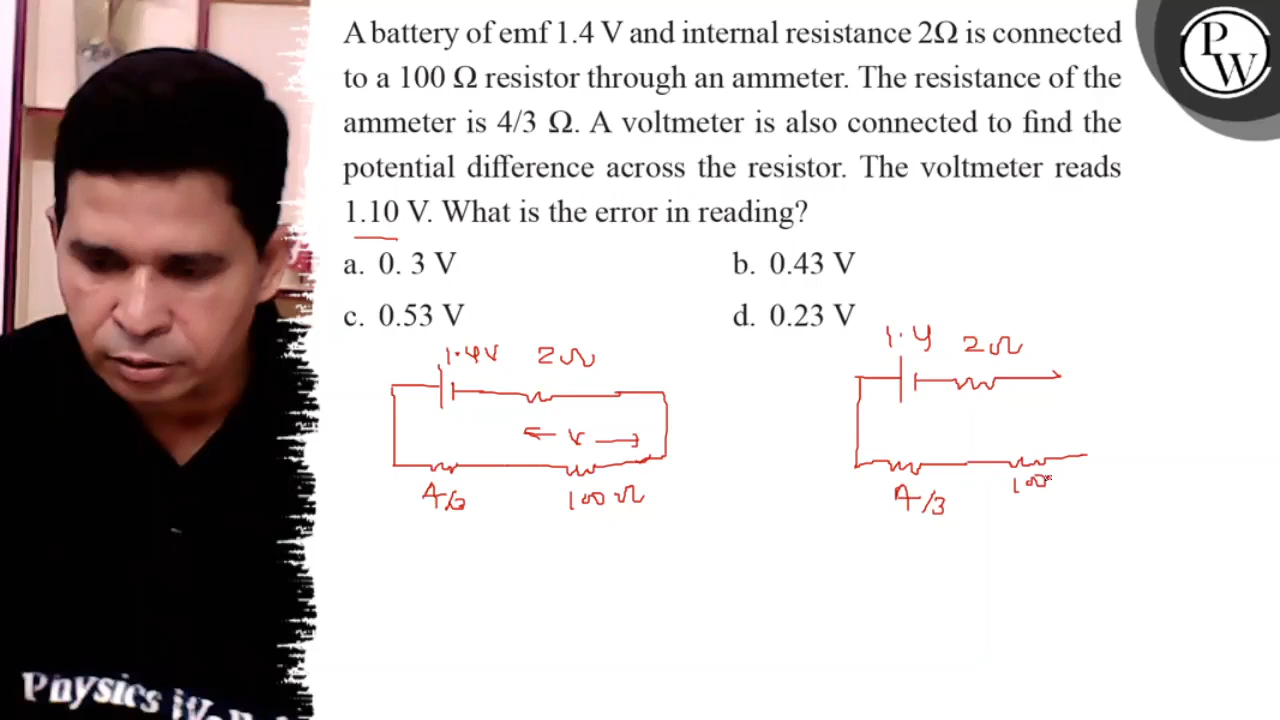 A battery of emf 1.4 V and internal resistance 2Ω is connected
to a 100 Ω resistor through an ammeter. The resistance of the
ammeter is 4/3 Ω. A voltmeter is also connected to find the
potential difference across the resistor. The voltmeter reads
1.10 V. What is the error in reading?
a. 0. 3 V b. 0.43 V
c. 0.53 V d. 0.23 V
1.4V 2Ω
V
4/3 100 Ω
1.4 2Ω
4/3 100
P
W
Physics